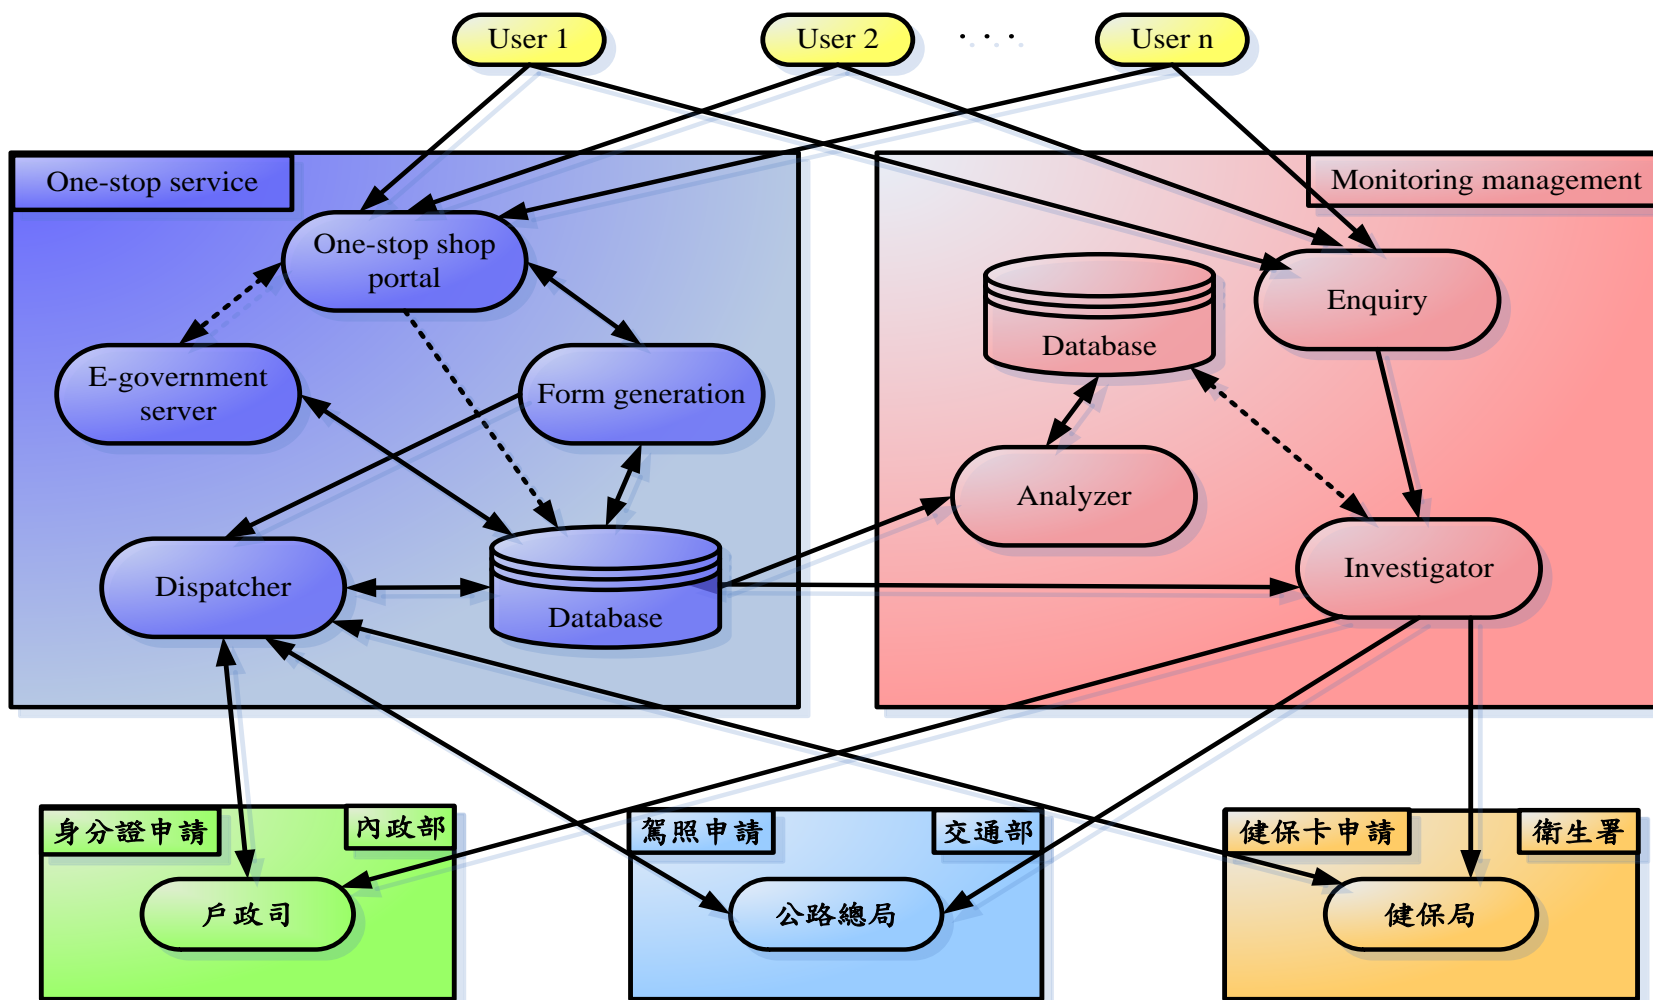 User 1
User 2
. . . .
User n
One-stop service
Monitoring management
One-stop shop
portal
E-government
server
Form generation
Dispatcher
Database
Database
Enquiry
Analyzer
Investigator
身分證申請
內政部
戶政司
駕照申請
交通部
公路總局
健保卡申請
衛生署
健保局